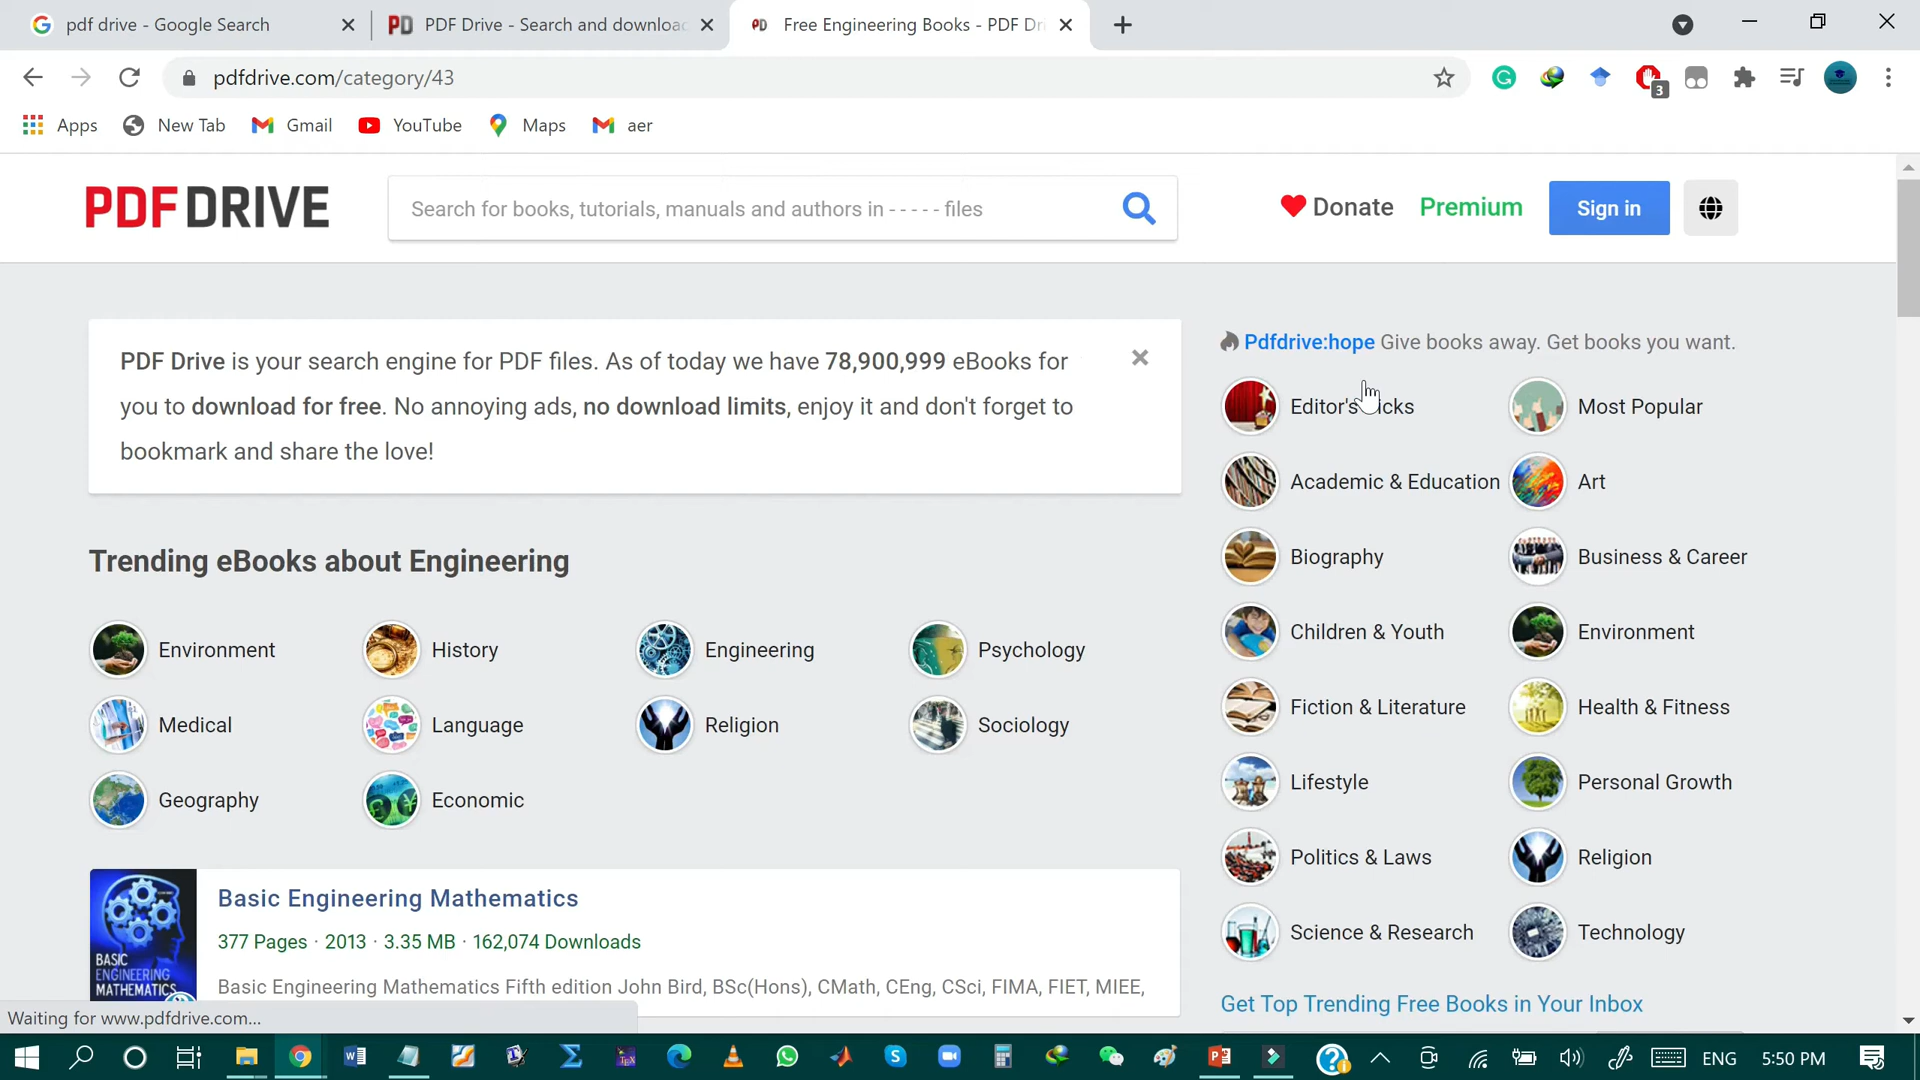 pdf drive - Google Search
PDF Drive - Search and downloa
Free Engineering Books - PDF Dr
pdfdrive.com/category/43
3
Apps
New Tab
Gmail
YouTube
Maps
aer
PDF DRIVE
Search for books, tutorials, manuals and authors in - - - - - files
Donate
Premium
Sign in
PDF Drive is your search engine for PDF files. As of today we have 78,900,999 eBooks for
you to download for free. No annoying ads, no download limits, enjoy it and don't forget to
bookmark and share the love!
Trending eBooks about Engineering
Environment
History
Engineering
Psychology
Medical
Language
Religion
Sociology
Geography
Economic
BASIC
ENGINEERING
MATHEMATICS
Basic Engineering Mathematics
377 Pages · 2013 · 3.35 MB · 162,074 Downloads
Basic Engineering Mathematics Fifth edition John Bird, BSc(Hons), CMath, CEng, CSci, FIMA, FIET, MIEE,
Pdfdrive:hope Give books away. Get books you want.
Editor's icks
Most Popular
Academic & Education
Art
Biography
Business & Career
Children & Youth
Environment
Fiction & Literature
Health & Fitness
Lifestyle
Personal Growth
Politics & Laws
Religion
Science & Research
Technology
Get Top Trending Free Books in Your Inbox
Waiting for www.pdfdrive.com...
ENG
5:50 PM